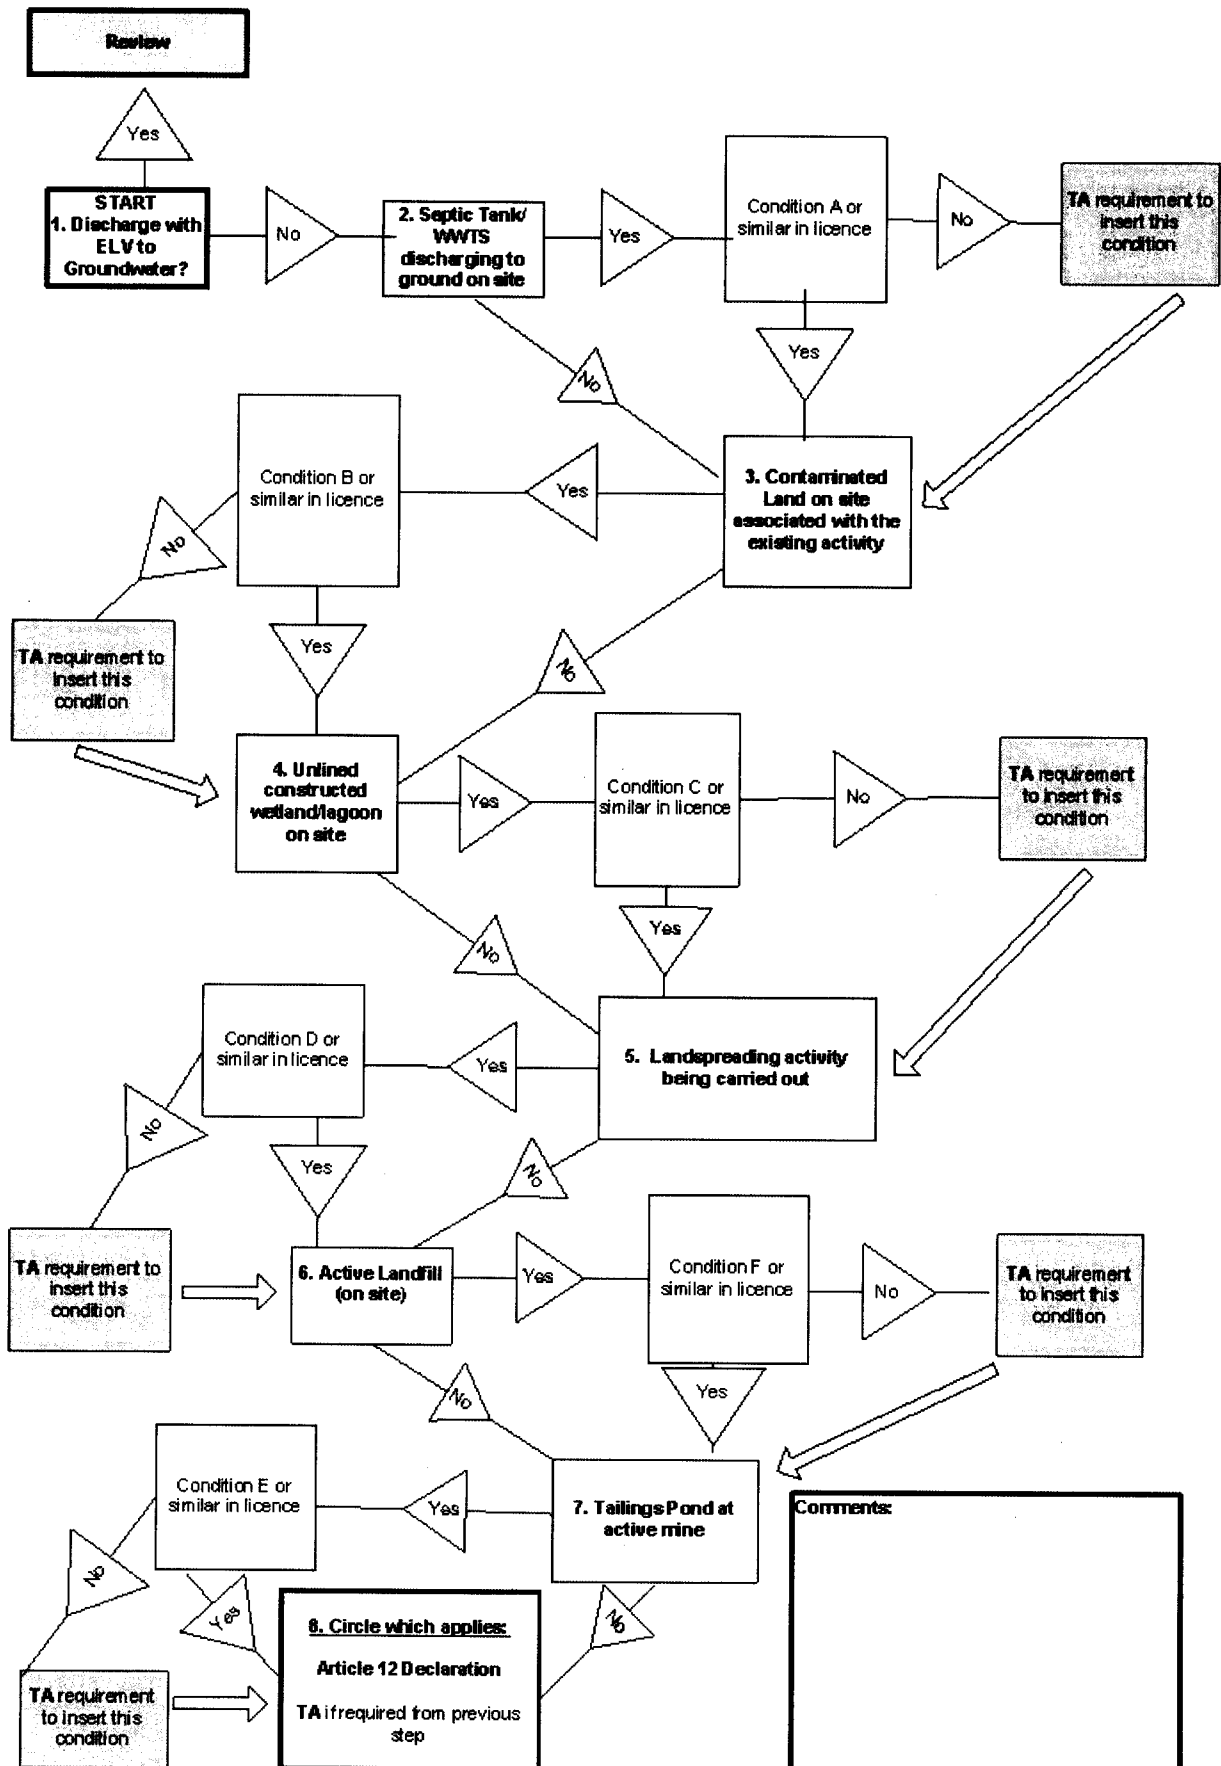 Review
Yes
START
1. Discharge with
ELV to
Groundwater?
No
2. Septic Tank/
WWTS
discharging to
ground on site
Yes
Condition A or
similar in licence
No
TA requirement to
insert this
condition
Yes
No
3. Contaminated
Land on site
associated with the
existing activity
Yes
Condition B or
similar in licence
No
TA requirement to
insert this
condition
Yes
No
4. Unlined
constructed
wetland/lagoon
on site
Yes
Condition C or
similar in licence
No
TA requirement
to insert this
condition
Yes
No
5. Landspreading activity
being carried out
Yes
Condition D or
similar in licence
No
TA requirement to
insert this
condition
Yes
No
6. Active Landfill
(on site)
Yes
Condition F or
similar in licence
No
TA requirement
to insert this
condition
Yes
No
7. Tailings Pond at
active mine
Yes
Condition E or
similar in licence
No
TA requirement
to insert this
condition
Yes
No
8. Circle which applies:
Article 12 Declaration
TA if required from previous
step
Comments: